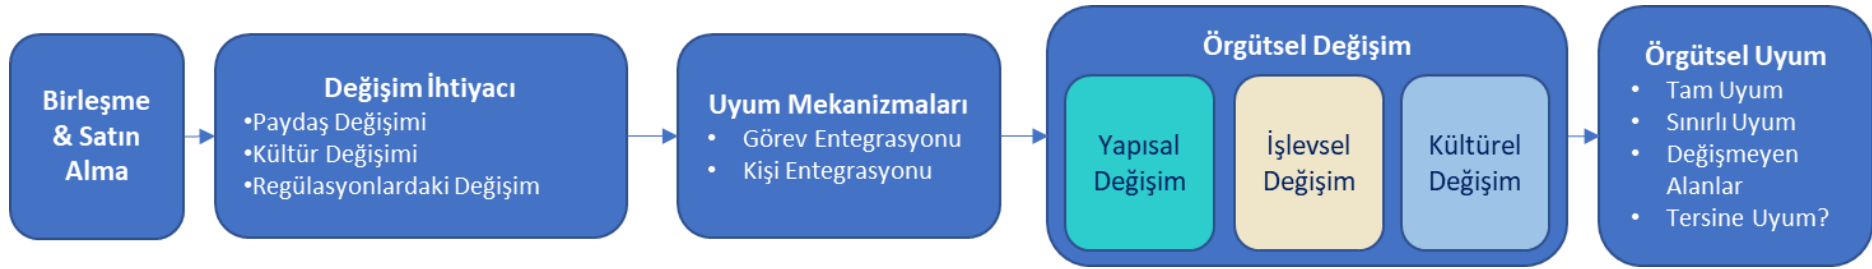 Birleşme
& Satın
Alma
Değişim İhtiyacı
•Paydaş Değişimi
•Kültür Değişimi
•Regülasyonlardaki Değişim
Uyum Mekanizmaları
• Görev Entegrasyonu
• Kişi Entegrasyonu
Örgütsel Değişim
Yapısal
Değişim
İşlevsel
Değişim
Kültürel
Değişim
Örgütsel Uyum
• Tam Uyum
• Sınırlı Uyum
• Değişmeyen
Alanlar
• Tersine Uyum?